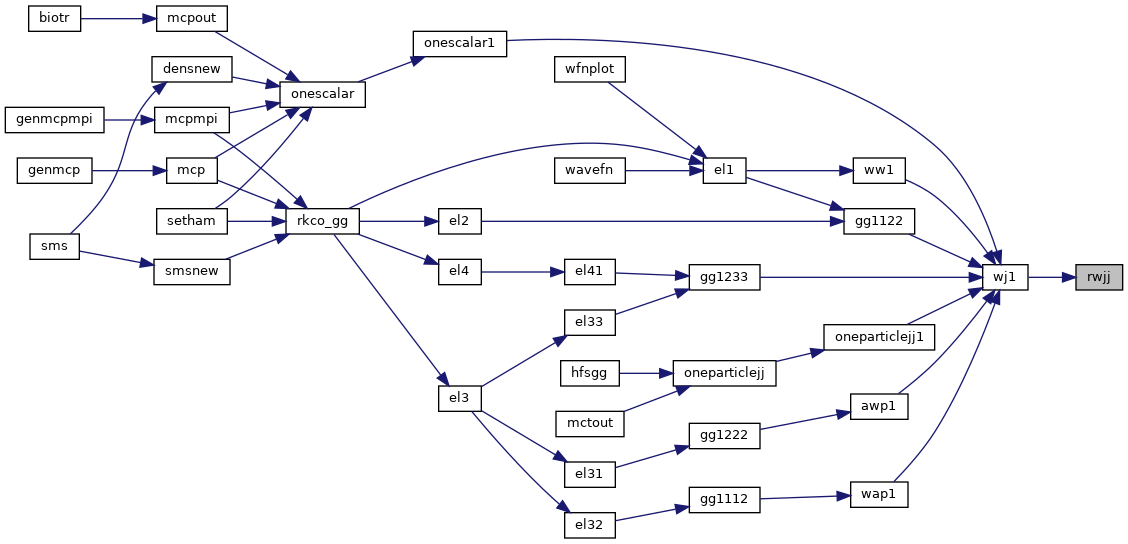 biotr
mcpout
onescalar1
densnew
wfnplot
onescalar
genmcpmpi
mcpmpi
genmcp
mcp
wavefn
el1
ww1
setham
rkco_gg
el2
gg1122
sms
smsnew
el4
el41
gg1233
wj1
rwjj
el33
oneparticlejj1
hfsgg
oneparticlejj
el3
mctout
awp1
gg1222
el31
gg1112
wap1
el32